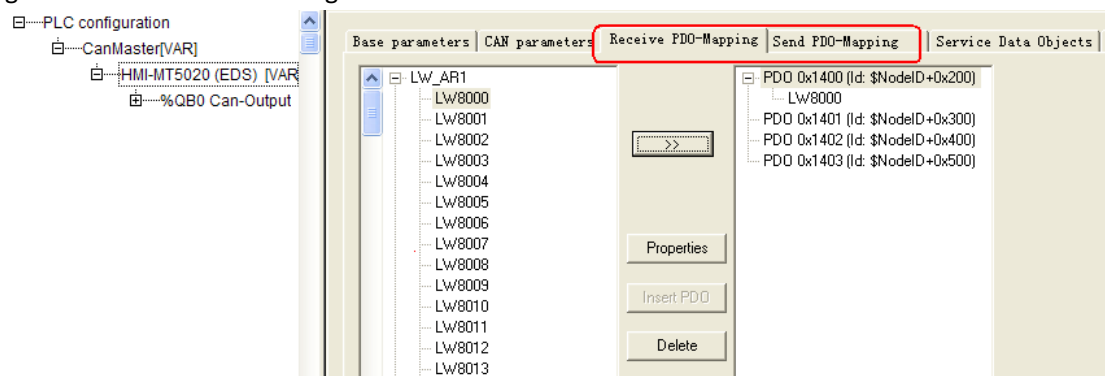 PLC configuration
CanMaster[VAR]
HMI-MT5020 (EDS) [VAR
%QB0 Can-Output
Base parameters
CAN parameters
Receive PDO-Mapping
Send PDO-Mapping
Service Data Objects
LW_AR1
LW8000
LW8001
LW8002
LW8003
LW8004
LW8005
LW8006
LW8007
LW8008
LW8009
LW8010
LW8011
LW8012
LW8013
>>
Properties
Insert PDO
Delete
PDO 0x1400 (Id: $NodeID+0x200)
LW8000
PDO 0x1401 (Id: $NodeID+0x300)
PDO 0x1402 (Id: $NodeID+0x400)
PDO 0x1403 (Id: $NodeID+0x500)